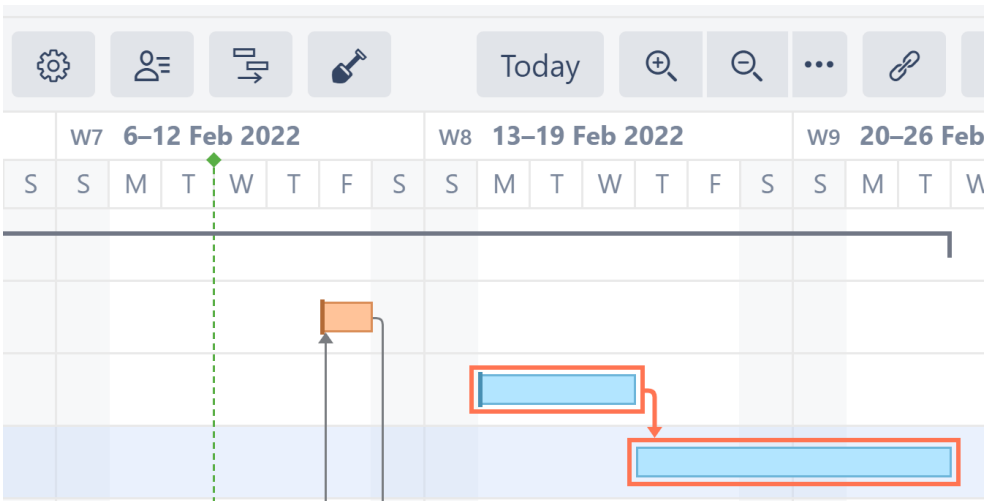 Today
W7 6–12 Feb 2022 W8 13–19 Feb 2022 W9 20–26 Feb
S S M T W T F S S M T W T F S S M T W